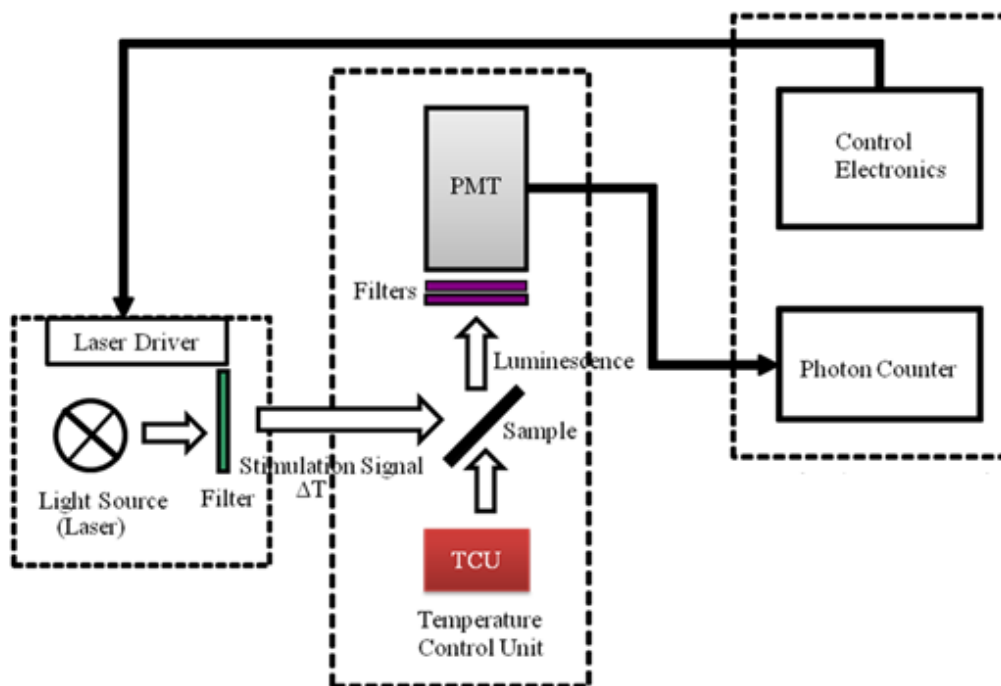 PMT
Control
Electronics
Filters
Laser Driver
Luminescence
Photon Counter
Sample
Stimulation Signal
ΔT
Light Source
(Laser)
Filter
TCU
Temperature
Control Unit